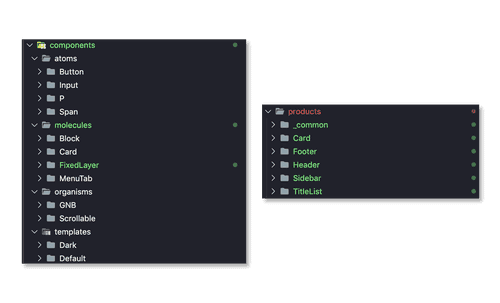 components
atoms
Button
Input
P
Span
molecules
Block
Card
FixedLayer
MenuTab
organisms
GNB
Scrollable
templates
Dark
Default
products
_common
Card
Footer
Header
Sidebar
TitleList